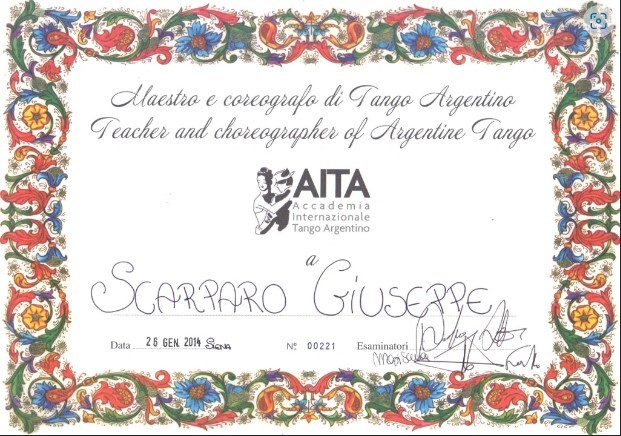 Maestro e coreografo di Tango Argentino
Teacher and choreographer of Argentine Tango
AITA
Accademia
Internazionale
Tango Argentino
a
SCARPARO GIUSEPPE
Data 26 GEN. 2014 SIENA N° 00221 Esaminatori